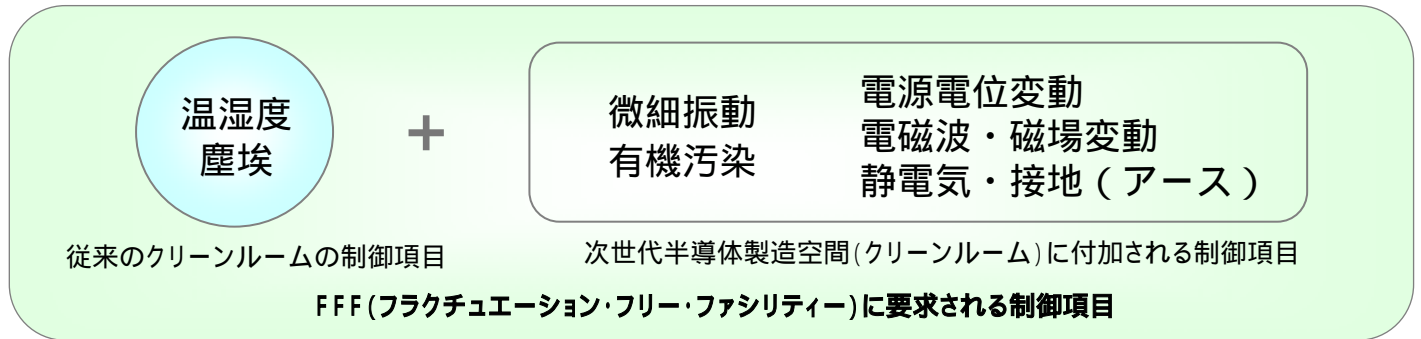 温湿度
塵埃
+
微細振動
有機汚染
電源電位変動
電磁波・磁場変動
静電気・接地（アース）
従来のクリーンルームの制御項目
次世代半導体製造空間(クリーンルーム)に付加される制御項目
FFF(フラクチュエーション・フリー・ファシリティー)に要求される制御項目